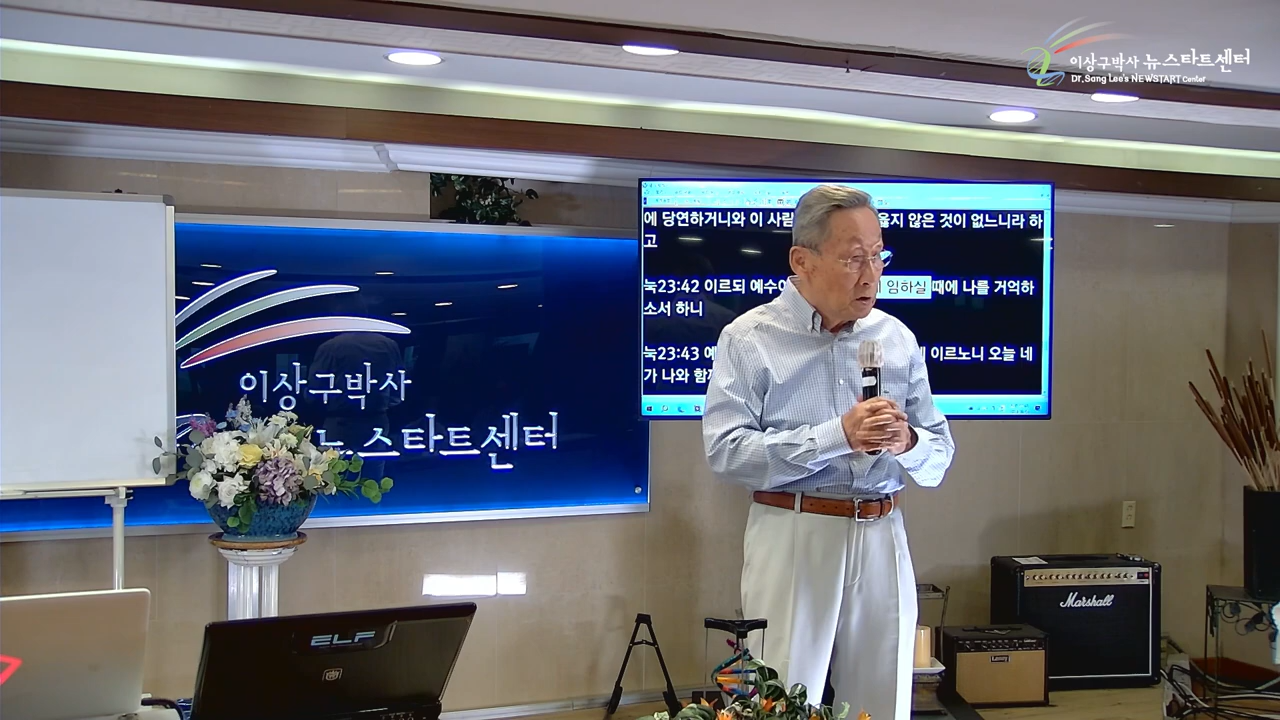 이상구박사 뉴스타트센터
Dr. Sang Lee's NEWSTART Center
에 당연하거니와 이 사람 옳지 않은 것이 없느니라 하
고
눅23:42 이르되 예수 임하실 때에 나를 기억하
소서 하니
눅23:43 이르노니 오늘 네
가 나와 함께
이상구박사
뉴스타트센터
ELF
Marshall
Laney